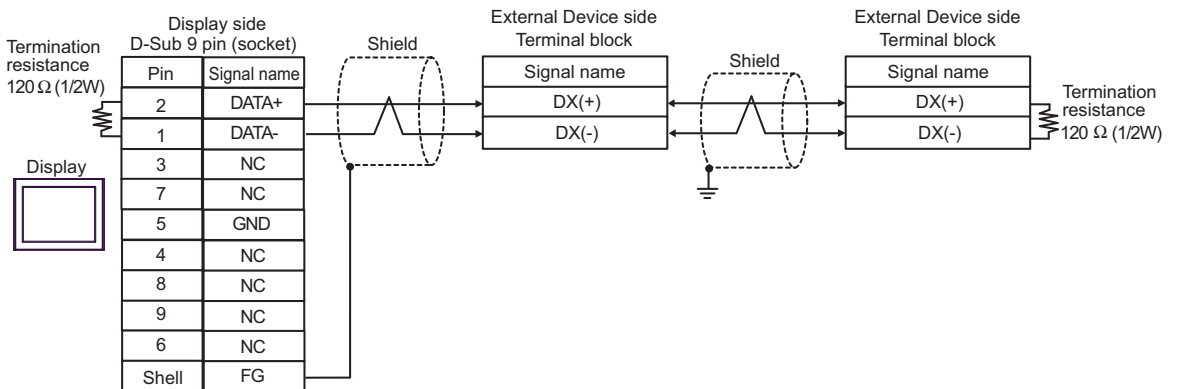 Display side
D-Sub 9 pin (socket)
Termination
resistance
120 Ω (1/2W)
Pin Signal name
2 DATA+
1 DATA-
3 NC
7 NC
5 GND
4 NC
8 NC
9 NC
6 NC
Shell FG
Display
Shield
External Device side
Terminal block
Signal name
DX(+)
DX(-)
Shield
External Device side
Terminal block
Signal name
DX(+)
DX(-)
Termination
resistance
120 Ω (1/2W)